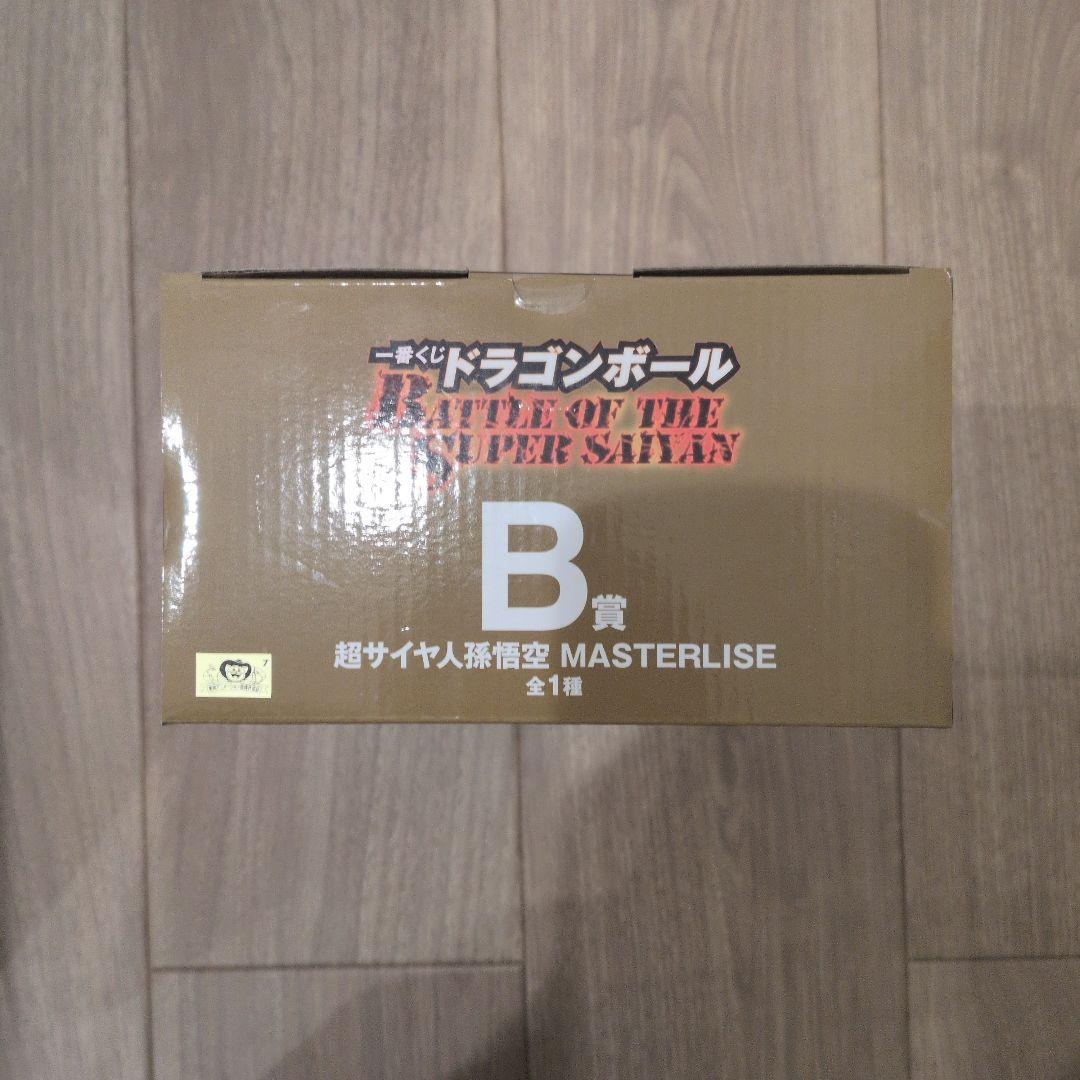 一番くじ ドラゴンボール
BATTLE OF THE
SUPER SAIYAN
B賞
超サイヤ人孫悟空 MASTERLISE
全1種
7